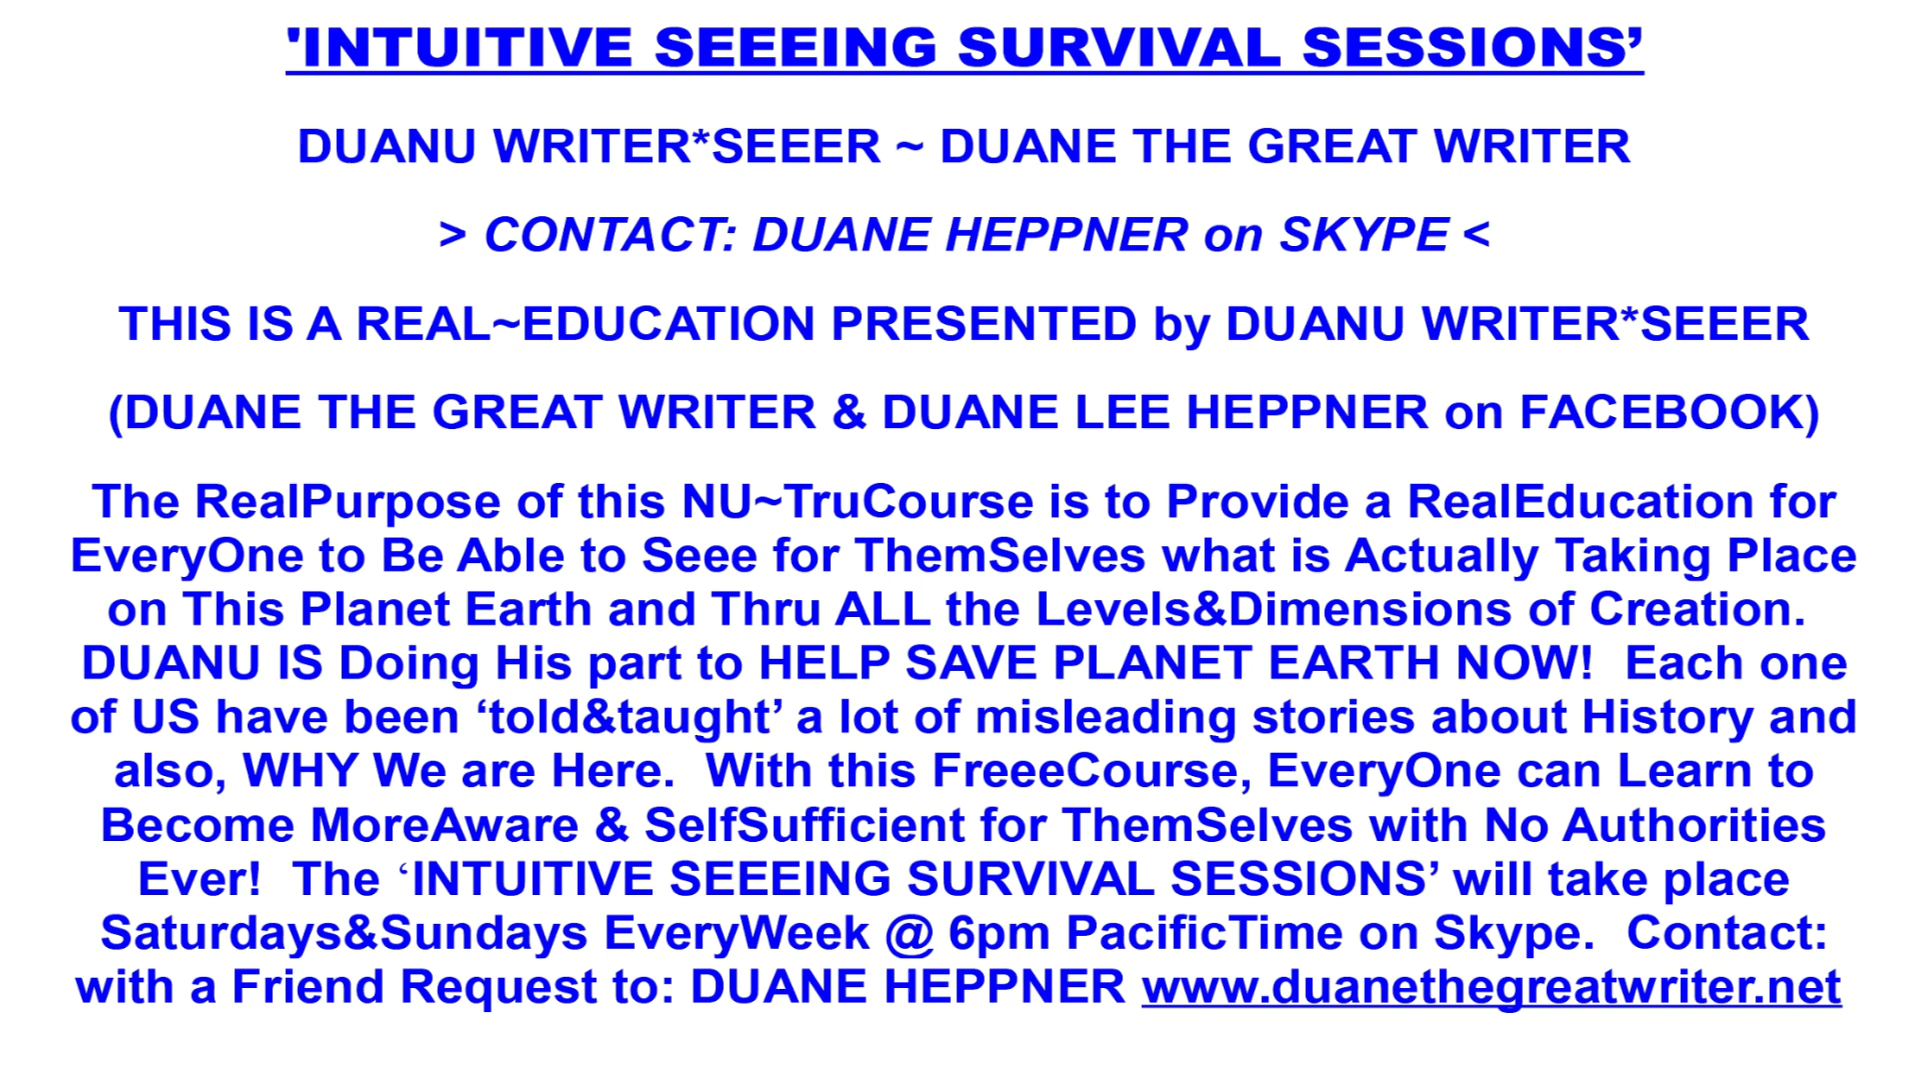 'INTUITIVE SEEEING SURVIVAL SESSIONS’
DUANU WRITER*SEEER ~ DUANE THE GREAT WRITER
> CONTACT: DUANE HEPPNER on SKYPE <
THIS IS A REAL~EDUCATION PRESENTED by DUANU WRITER*SEEER
(DUANE THE GREAT WRITER & DUANE LEE HEPPNER on FACEBOOK)
The RealPurpose of this NU~TruCourse is to Provide a RealEducation for
EveryOne to Be Able to Seee for ThemSelves what is Actually Taking Place
on This Planet Earth and Thru ALL the Levels&Dimensions of Creation.
DUANU IS Doing His part to HELP SAVE PLANET EARTH NOW!  Each one
of US have been ‘told&taught’ a lot of misleading stories about History and
also, WHY We are Here.  With this FreeeCourse, EveryOne can Learn to
Become MoreAware & SelfSufficient for ThemSelves with No Authorities
Ever!  The ‘INTUITIVE SEEEING SURVIVAL SESSIONS’ will take place
Saturdays&Sundays EveryWeek @ 6pm PacificTime on Skype.  Contact:
with a Friend Request to: DUANE HEPPNER www.duanethegreatwriter.net